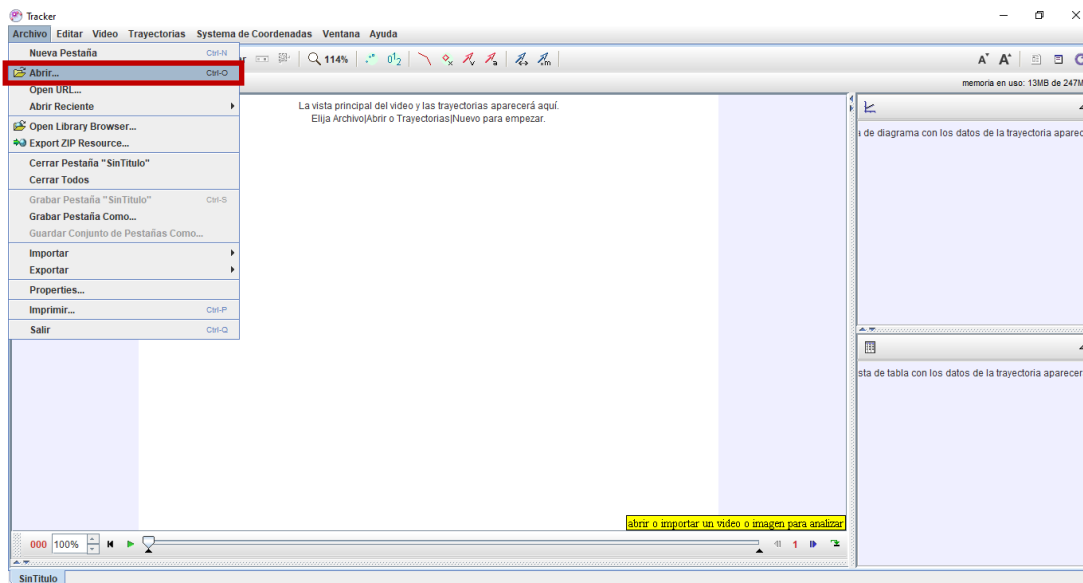 Tracker
Archivo Editar Video Trayectorias Systema de Coordenadas Ventana Ayuda
Nueva Pestaña Ctrl-N
114%
Abrir... Ctrl-O
memoria en uso: 13MB de 247M
Open URL...
Abrir Reciente
Open Library Browser...
Export ZIP Resource...
Cerrar Pestaña "SinTitulo"
Cerrar Todos
Grabar Pestaña "SinTitulo" Ctrl-S
Grabar Pestaña Como...
Guardar Conjunto de Pestañas Como...
Importar
Exportar
Properties...
Imprimir... Ctrl-P
Salir Ctrl-Q
La vista principal del video y las trayectorias aparecerá aquí.
Elija Archivo|Abrir o Trayectorias|Nuevo para empezar.
de diagrama con los datos de la trayectoria aparec
sta de tabla con los datos de la trayectoria aparecer
abrir o importar un video o imagen para analizar
000 100% 1
SinTitulo